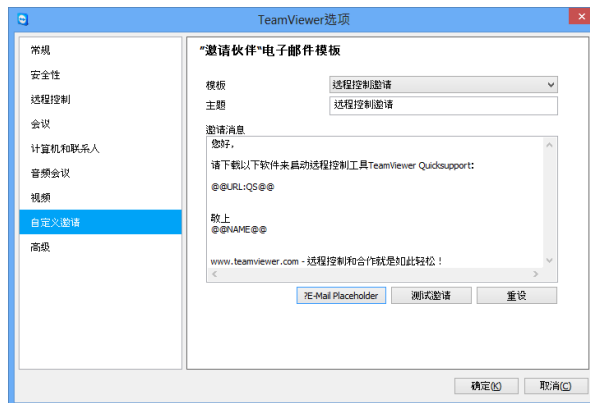 TeamViewer选项
常规
安全性
远程控制
会议
计算机和联系人
音频会议
视频
自定义邀请
高级
"邀请伙伴"电子邮件模板
模板
远程控制邀请
主题
远程控制邀请
邀请消息
您好，
请下载以下软件来启动远程控制工具TeamViewer Quicksupport：
@@URL:QS@@
敬上
@@NAME@@
www.teamviewer.com - 远程控制和合作就是如此轻松！
?E-Mail Placeholder
测试邀请
重设
确定(K)
取消(C)